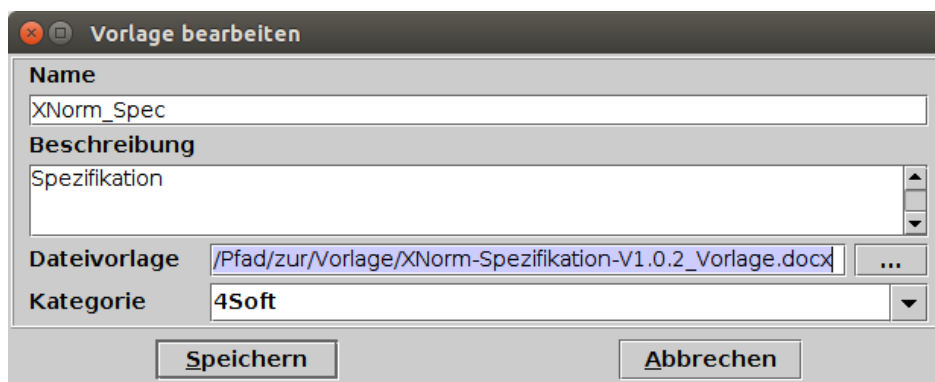 Vorlage bearbeiten
Name
XNorm_Spec
Beschreibung
Spezifikation
Dateivorlage /Pfad/zur/Vorlage/XNorm-Spezifikation-V1.0.2_Vorlage.docx ...
Kategorie 4Soft
Speichern Abbrechen